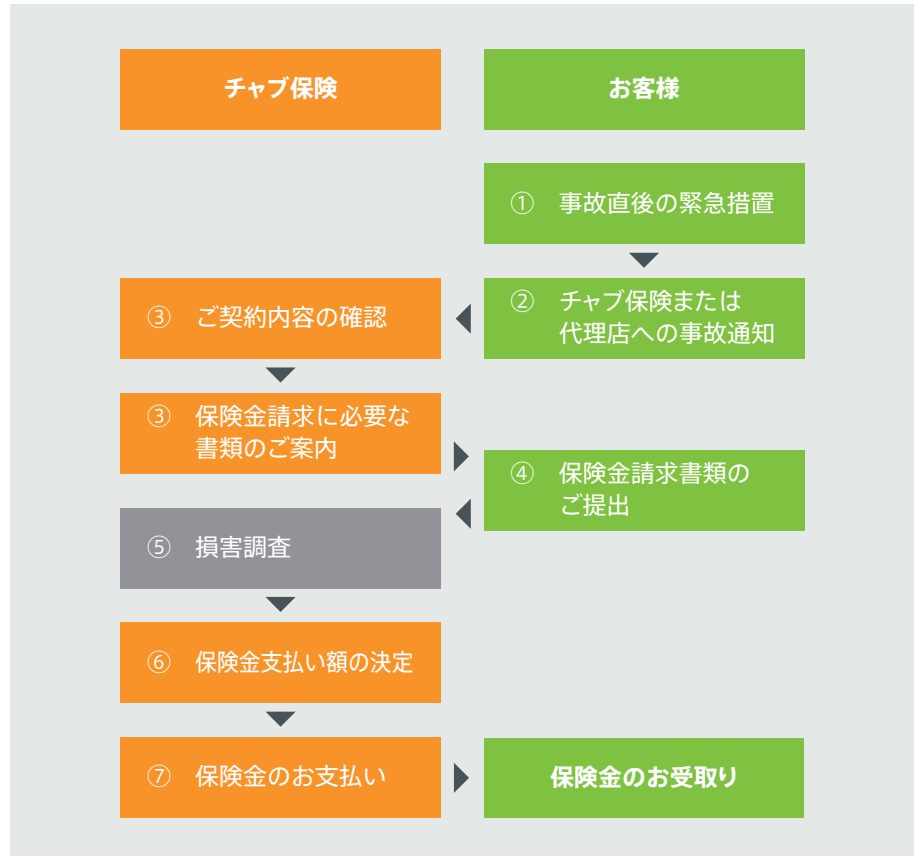 チャブ保険
お客様
① 事故直後の緊急措置
② チャブ保険または
代理店への事故通知
③ ご契約内容の確認
③ 保険金請求に必要な
書類のご案内
④ 保険金請求書類の
ご提出
⑤ 損害調査
⑥ 保険金支払い額の決定
⑦ 保険金のお支払い
保険金のお受取り